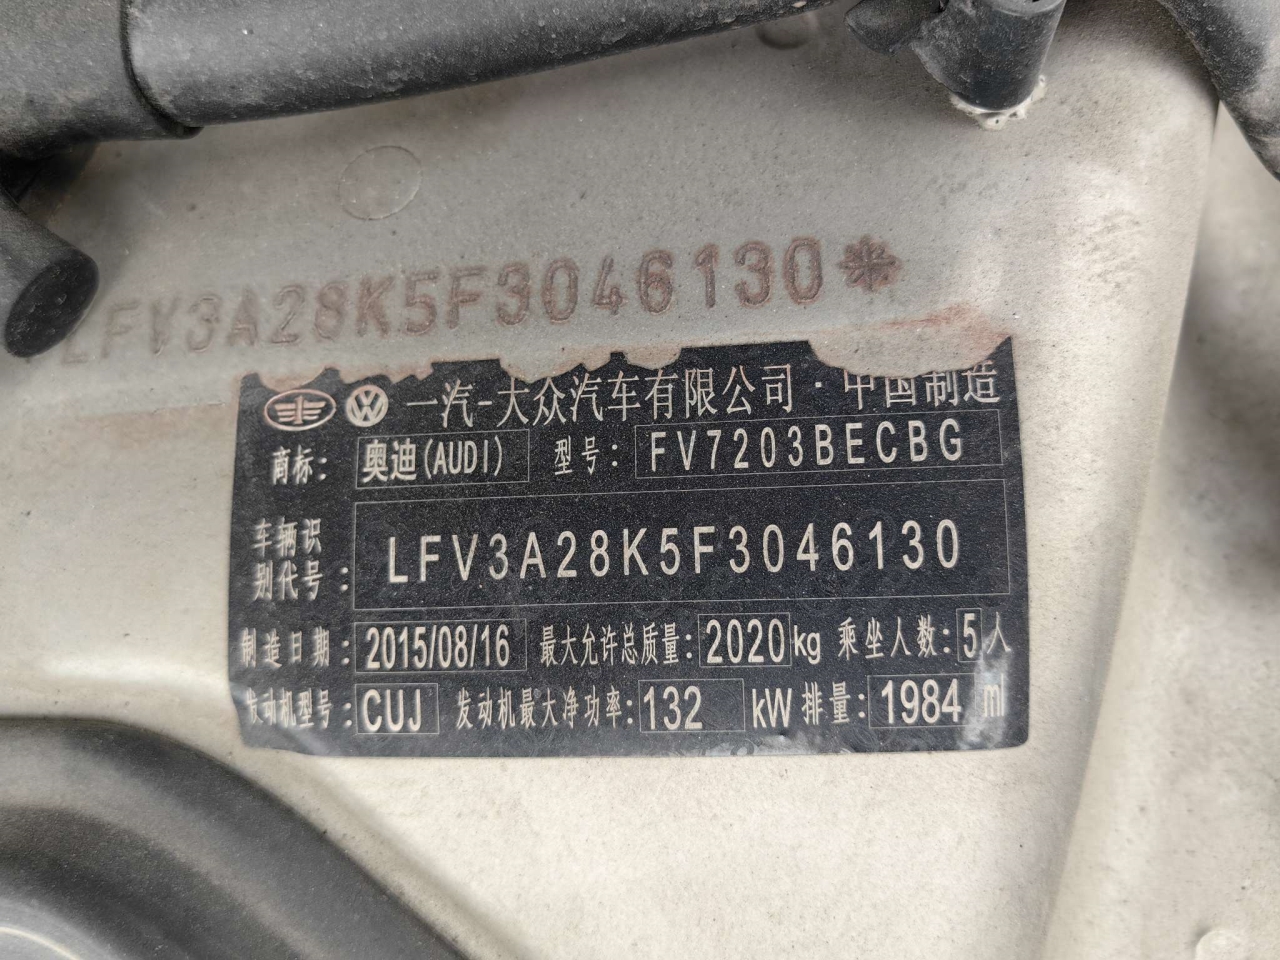 LFV3A28K5F3046130*
一汽-大众汽车有限公司·中国制造
商标: 奥迪(AUDI) 型号: FV7203BECBG
车辆识别代号: LFV3A28K5F3046130
制造日期: 2015/08/16 最大允许总质量: 2020kg 乘坐人数: 5人
发动机型号: CUJ 发动机最大净功率: 132 kW 排量: 1984 ml